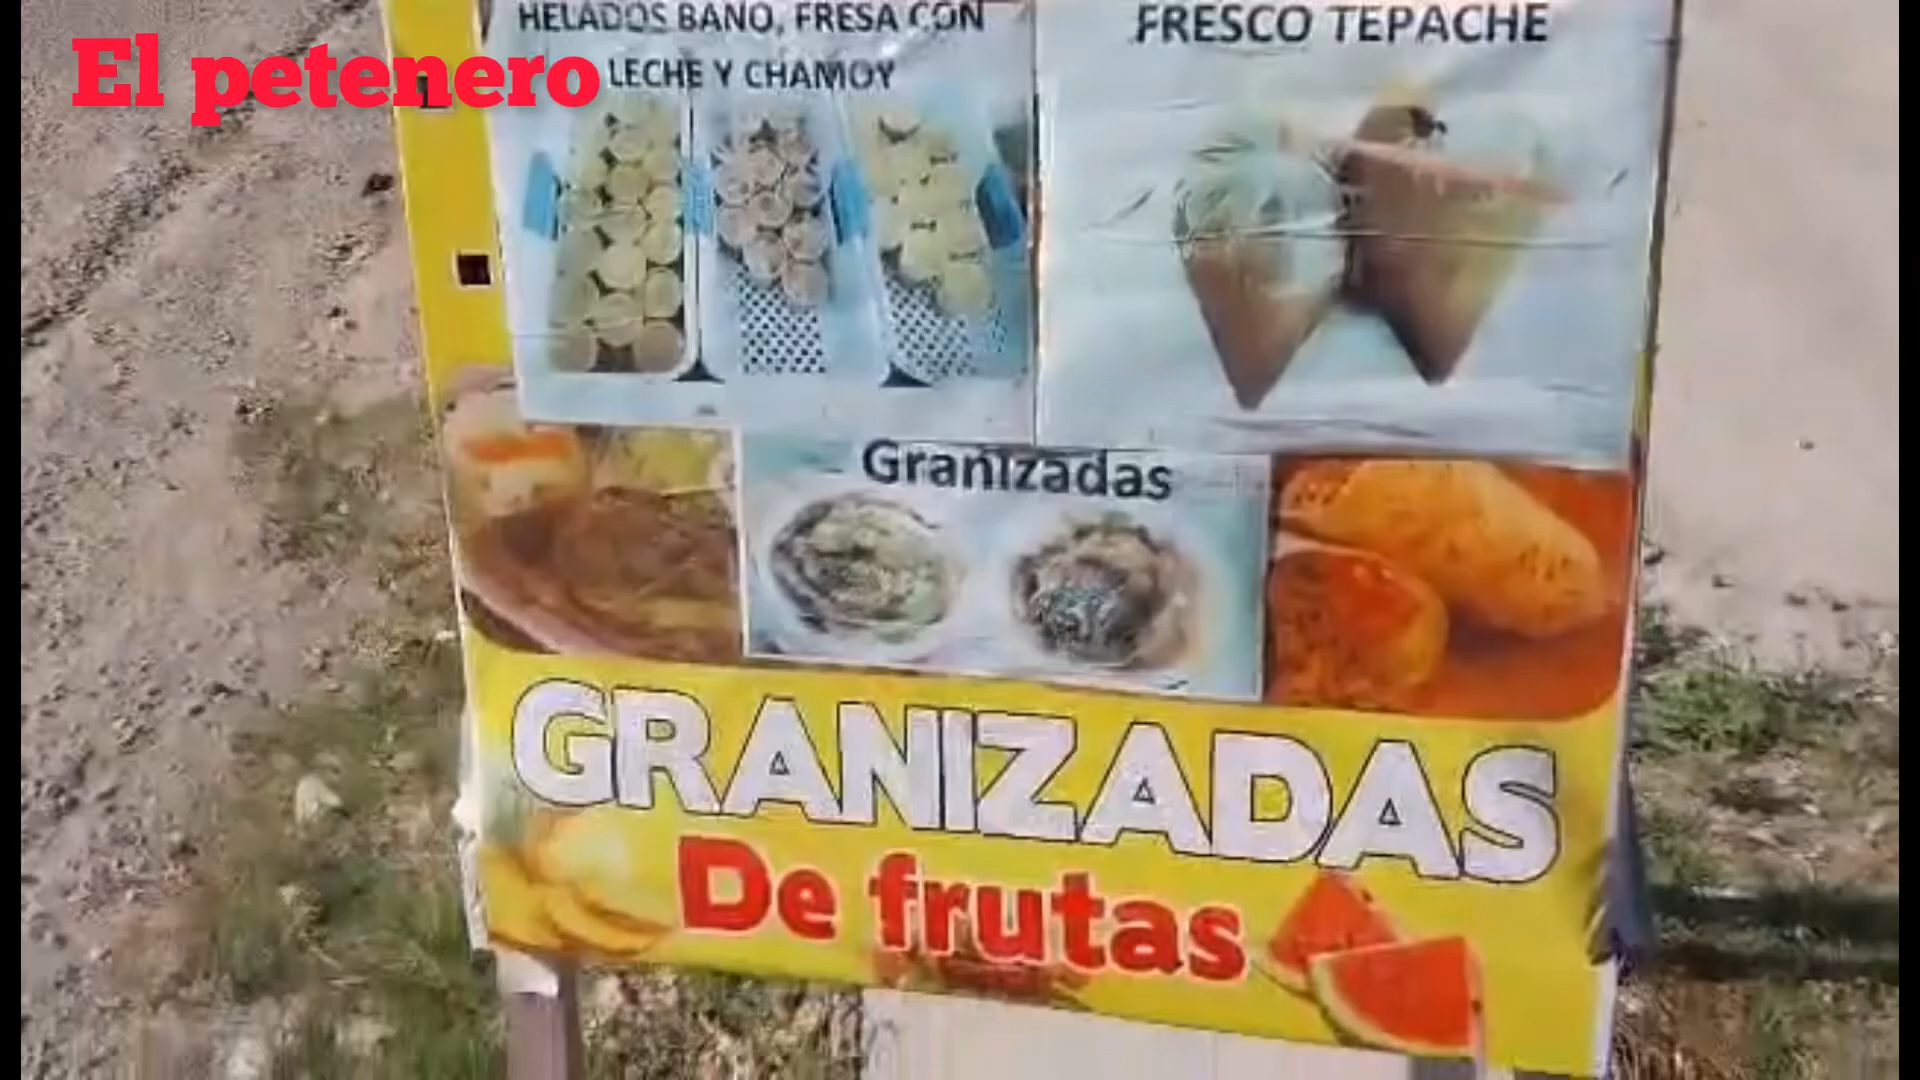 El petenero
HELADOS BANO, FRESA CON
LECHE Y CHAMOY
FRESCO TEPACHE
Granizadas
GRANIZADAS
De frutas